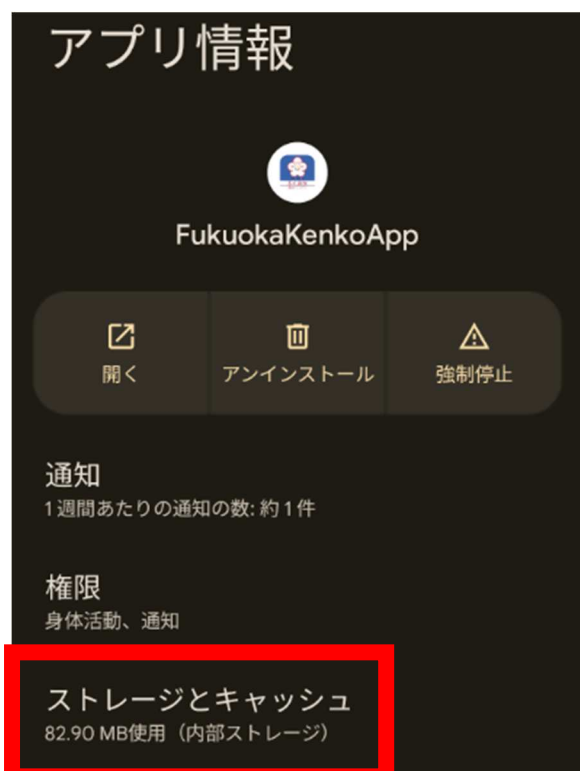 アプリ情報
FukuokaKenkoApp
開く
アンインストール
強制停止
通知
1週間あたりの通知の数: 約1件
権限
身体活動、通知
ストレージとキャッシュ
82.90 MB使用（内部ストレージ）